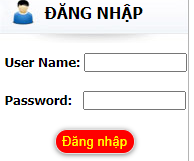 ĐĂNG NHẬP
User Name:
Password:
Đăng nhập